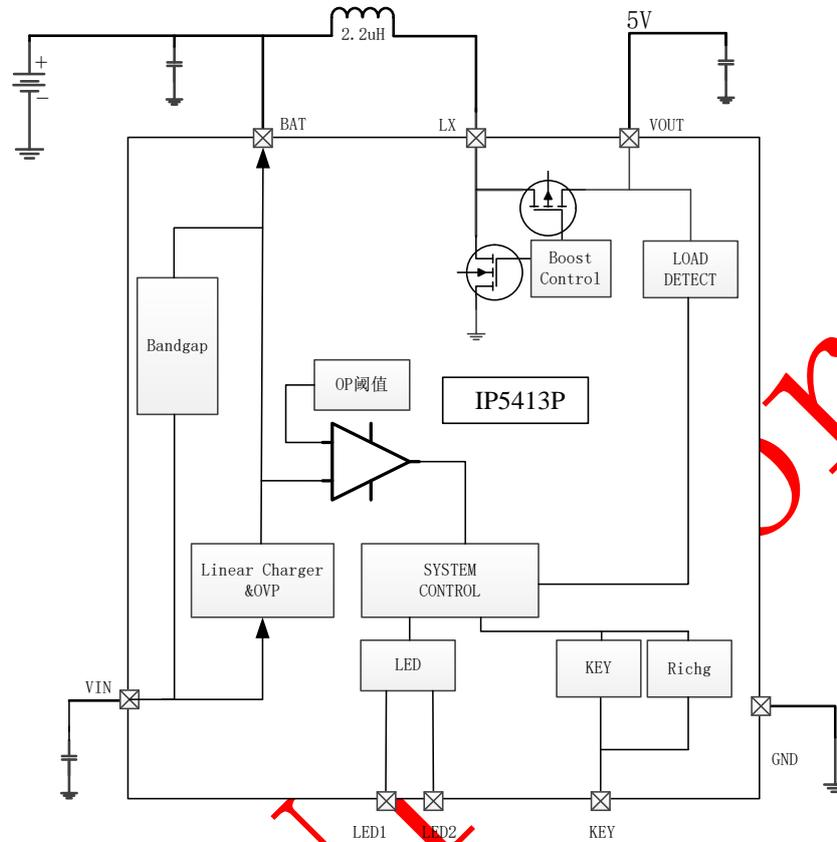 5V
2.2uH
+
−
BAT
LX
VOUT
Boost
Control
LOAD
DETECT
Bandgap
OP阈值
IP5413P
Linear Charger
&OVP
SYSTEM
CONTROL
LED
KEY
Richg
VIN
GND
LED1
LED2
KEY